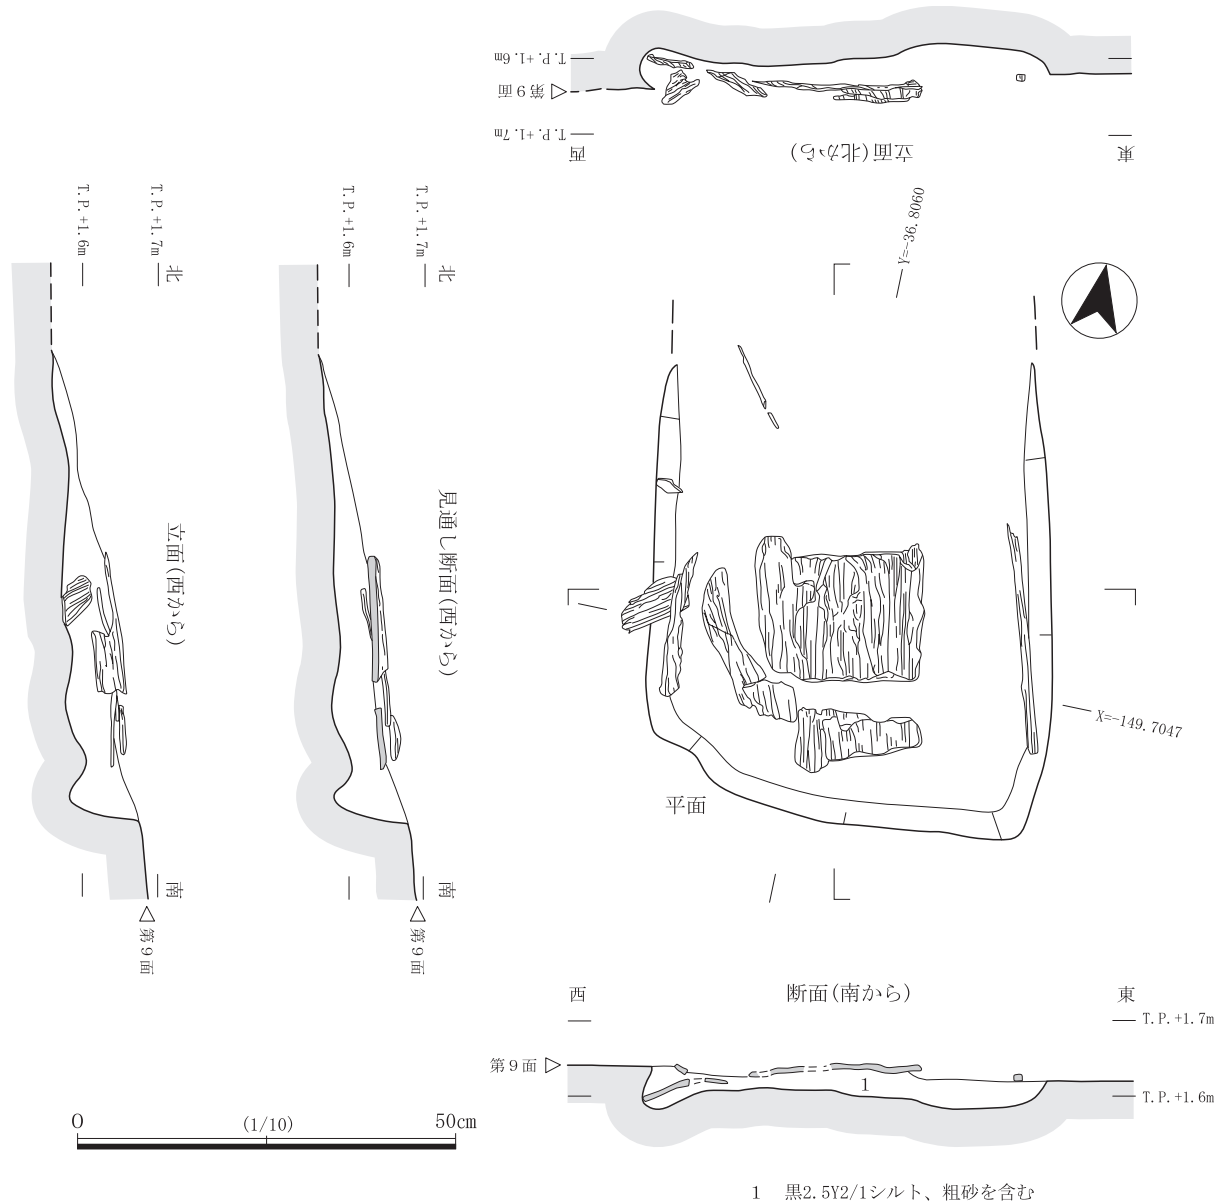 T.P.+1.6m
第9面
T.P.+1.7m
西
立面(北から)
東
T.P.+1.6m
T.P.+1.7m
北
T.P.+1.6m
T.P.+1.7m
北
Y=-36.8060
立面(西から)
見通し断面(西から)
X=-149.7047
平面
南
第9面
南
第9面
西
断面(南から)
東
T.P.+1.7m
第9面
1
T.P.+1.6m
0
(1/10)
50cm
1 黒2.5Y2/1シルト、粗砂を含む